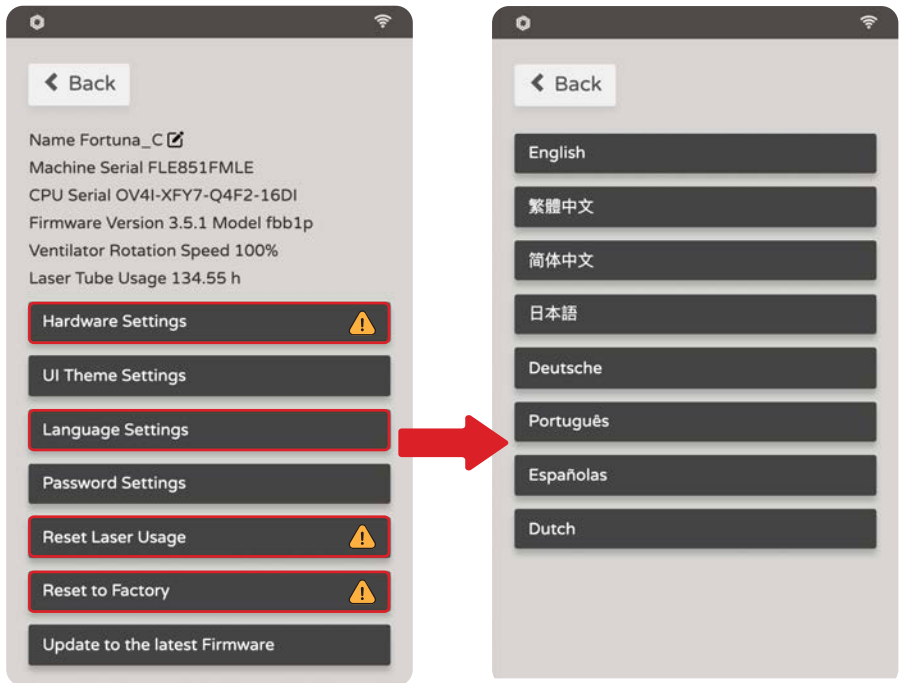 Back
Name Fortuna_C
Machine Serial FLE851FMLE
CPU Serial OV4I-XFY7-Q4F2-16DI
Firmware Version 3.5.1 Model fbb1p
Ventilator Rotation Speed 100%
Laser Tube Usage 134.55 h
Hardware Settings
UI Theme Settings
Language Settings
Password Settings
Reset Laser Usage
Reset to Factory
Update to the latest Firmware
Back
English
繁體中文
简体中文
日本語
Deutsche
Português
Españolas
Dutch